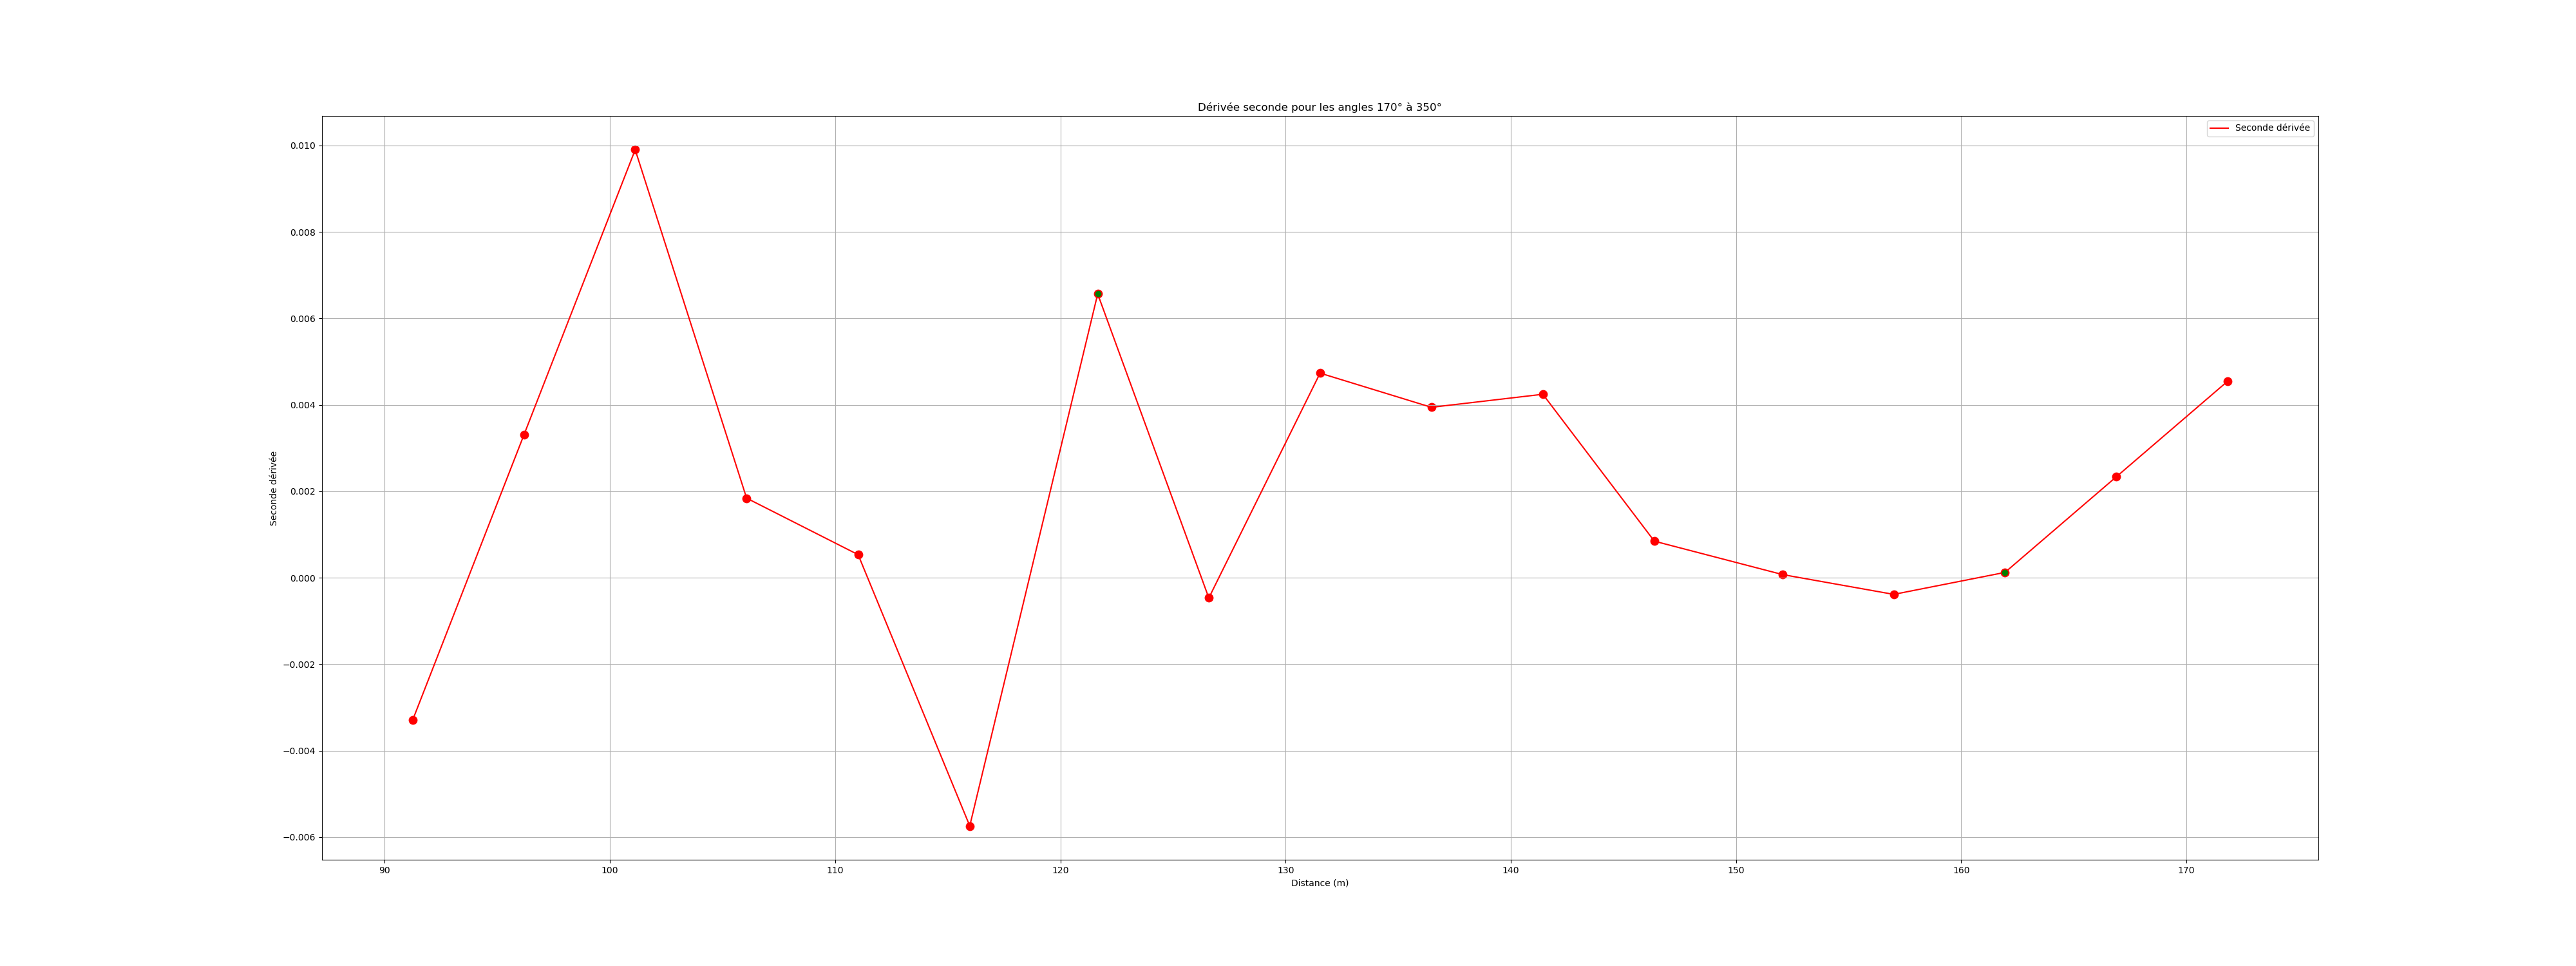 Dérivée seconde pour les angles 170° à 350°
Seconde dérivée
0.010
0.008
0.006
0.004
0.002
0.000
−0.002
−0.004
−0.006
Seconde dérivée
90 100 110 120 130 140 150 160 170
Distance (m)